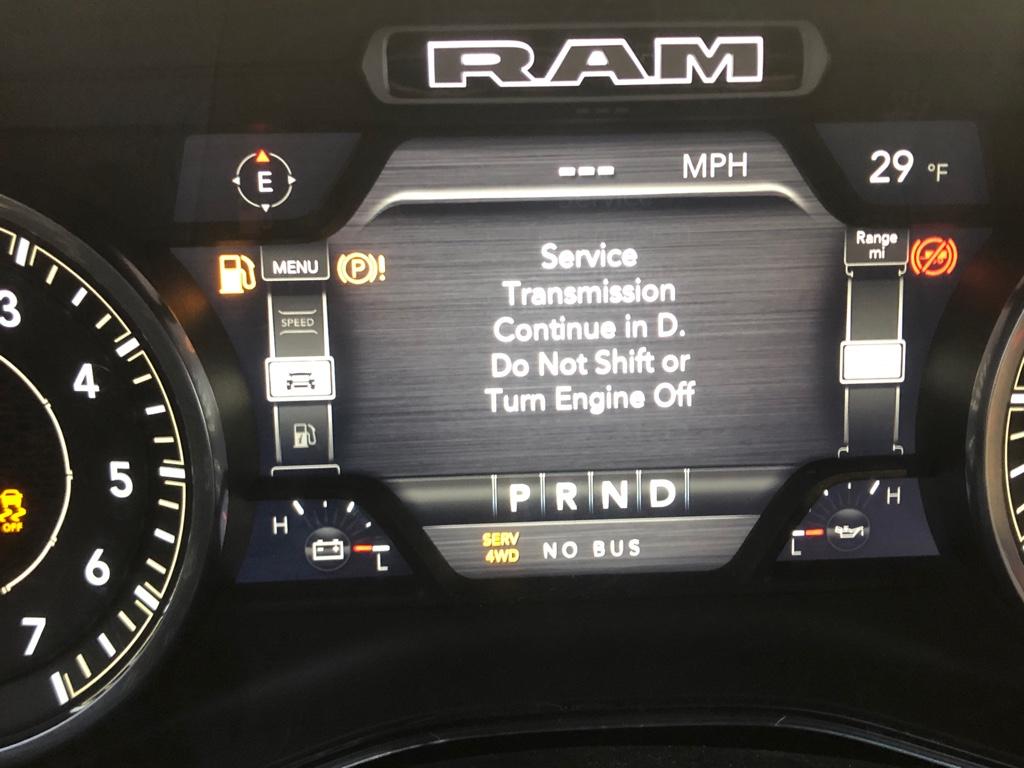 RAM
E
--- MPH
29 °F
MENU
P !
Range
mi
SPEED
Service
Transmission
Continue in D.
Do Not Shift or
Turn Engine Off
3
4
5
6
7
OFF
P R N D
H
L
H
L
SERV
4WD
NO BUS